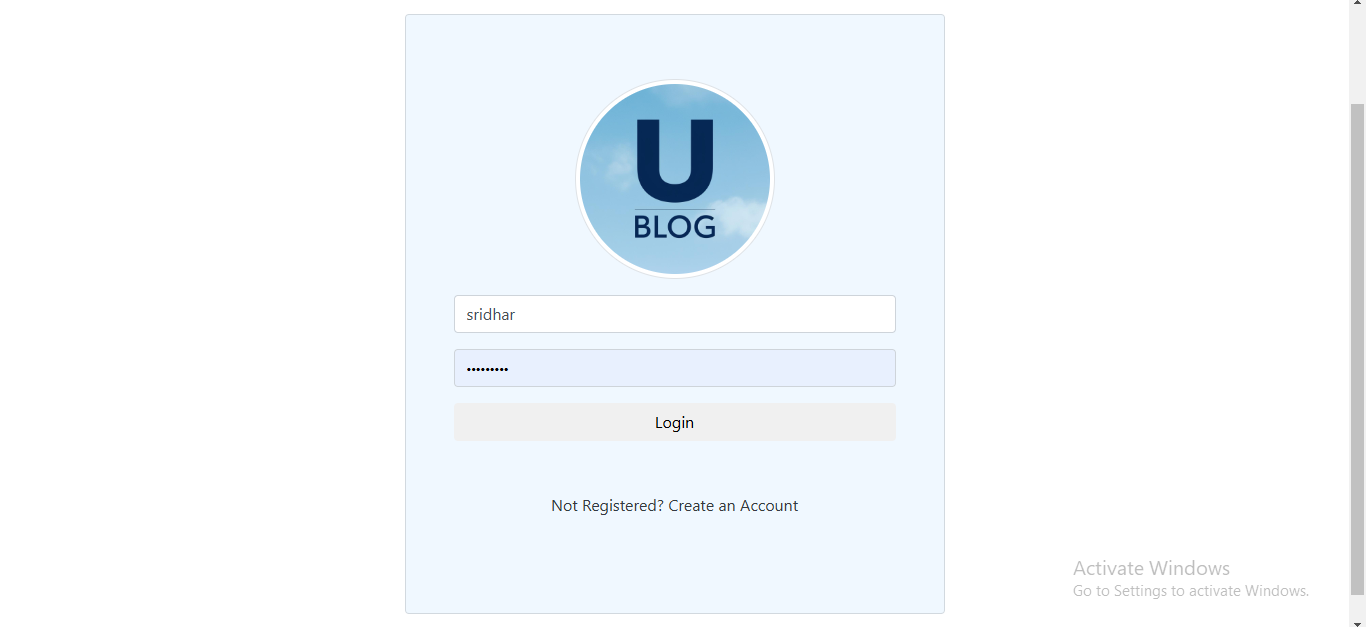 U
BLOG
sridhar
•••••••••
Login
Not Registered? Create an Account
Activate Windows
Go to Settings to activate Windows.